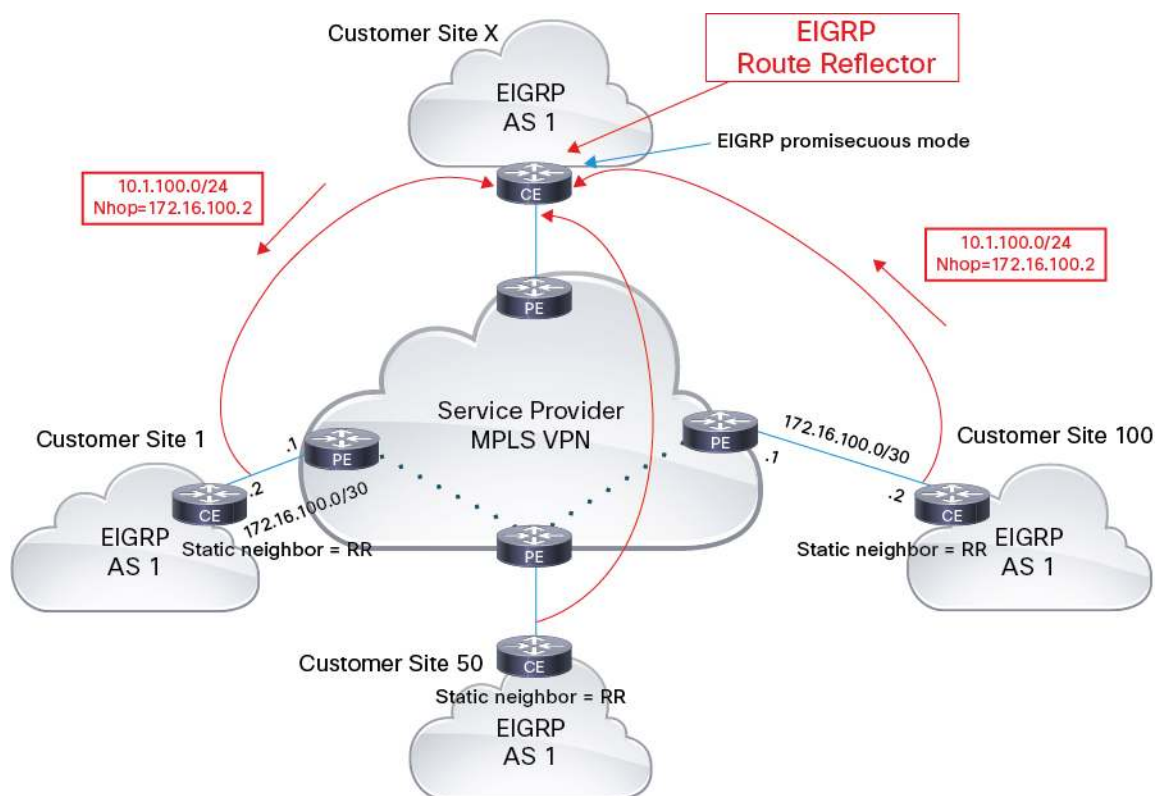 Customer Site X
EIGRP
Route Reflector
EIGRP
AS 1
EIGRP promisecuous mode
CE
10.1.100.0/24
Nhop=172.16.100.2
10.1.100.0/24
Nhop=172.16.100.2
PE
Service Provider
MPLS VPN
Customer Site 1
.1
PE
.2
172.16.100.0/30
CE
EIGRP
AS 1
Static neighbor = RR
PE
.1
172.16.100.0/30
.2
Customer Site 100
CE
Static neighbor = RR
EIGRP
AS 1
PE
Customer Site 50
CE
Static neighbor = RR
EIGRP
AS 1